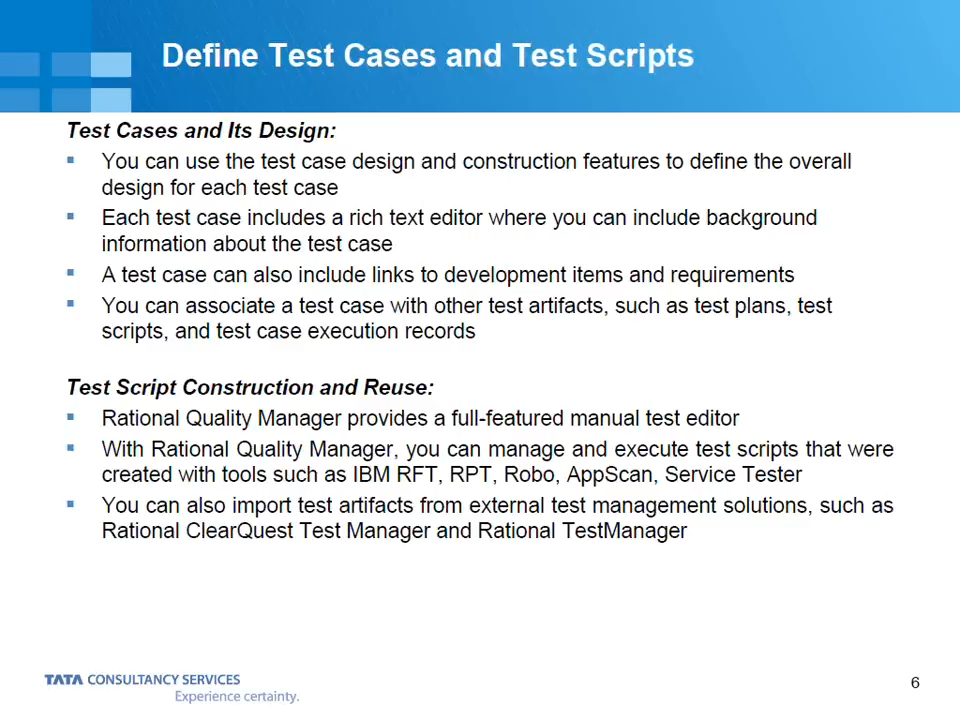 Define Test Cases and Test Scripts
Test Cases and Its Design:
You can use the test case design and construction features to define the overall
design for each test case
Each test case includes a rich text editor where you can include background
information about the test case
A test case can also include links to development items and requirements
You can associate a test case with other test artifacts, such as test plans, test
scripts, and test case execution records
Test Script Construction and Reuse:
Rational Quality Manager provides a full-featured manual test editor
With Rational Quality Manager, you can manage and execute test scripts that were
created with tools such as IBM RFT, RPT, Robo, AppScan, Service Tester
You can also import test artifacts from external test management solutions, such as
Rational ClearQuest Test Manager and Rational TestManager
TATA CONSULTANCY SERVICES
Experience certainty.
6